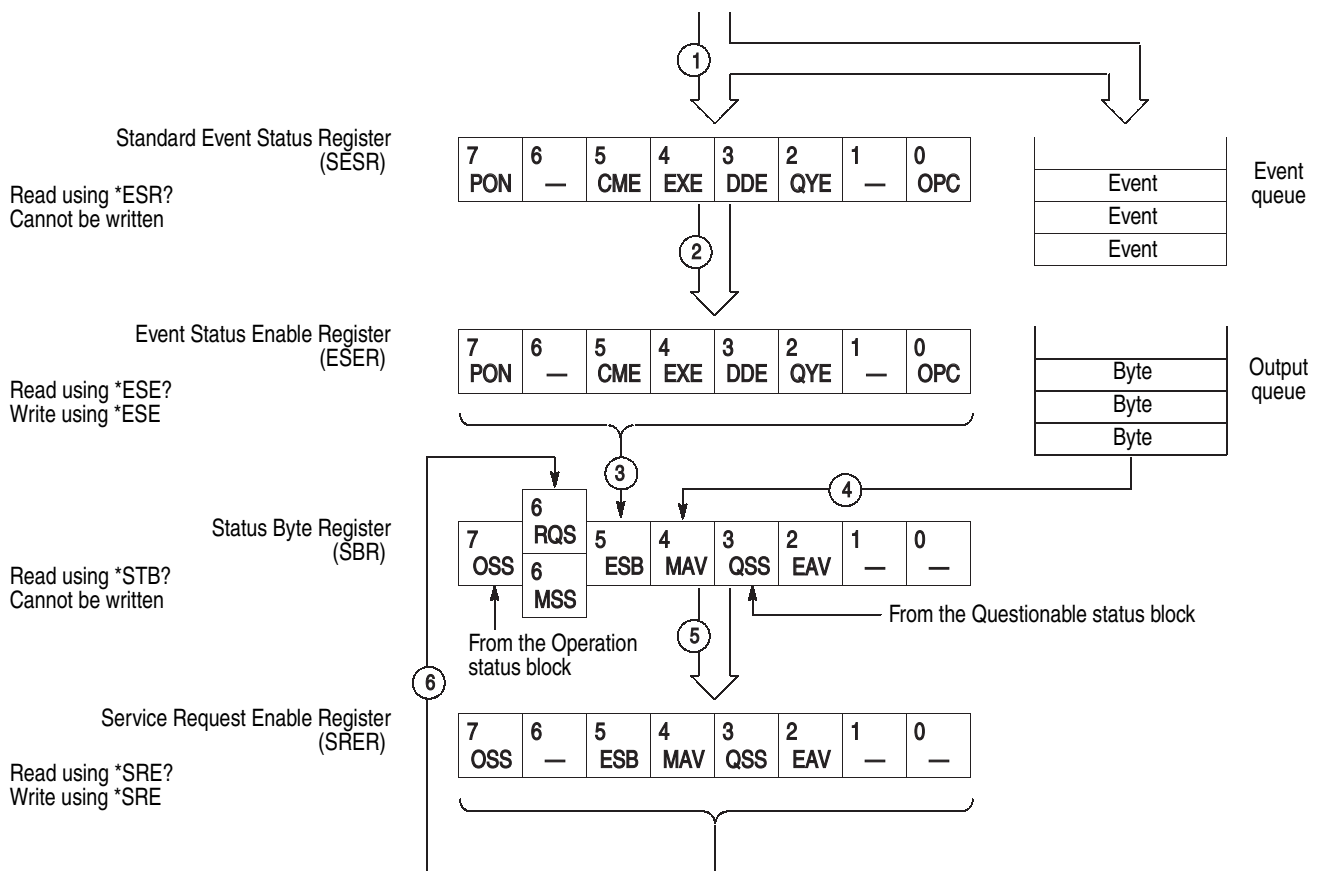 1
Standard Event Status Register
(SESR)
Read using *ESR?
Cannot be written
7 6 5 4 3 2 1 0
PON — CME EXE DDE QYE — OPC
Event
Event
Event
Event
queue
2
Event Status Enable Register
(ESER)
Read using *ESE?
Write using *ESE
7 6 5 4 3 2 1 0
PON — CME EXE DDE QYE — OPC
Byte
Byte
Byte
Output
queue
3
4
Status Byte Register
(SBR)
Read using *STB?
Cannot be written
6
RQS
7 5 4 3 2 1 0
OSS ESB MAV QSS EAV — —
6
MSS
From the Operation
status block
From the Questionable status block
5
6
Service Request Enable Register
(SRER)
Read using *SRE?
Write using *SRE
7 6 5 4 3 2 1 0
OSS — ESB MAV QSS EAV — —